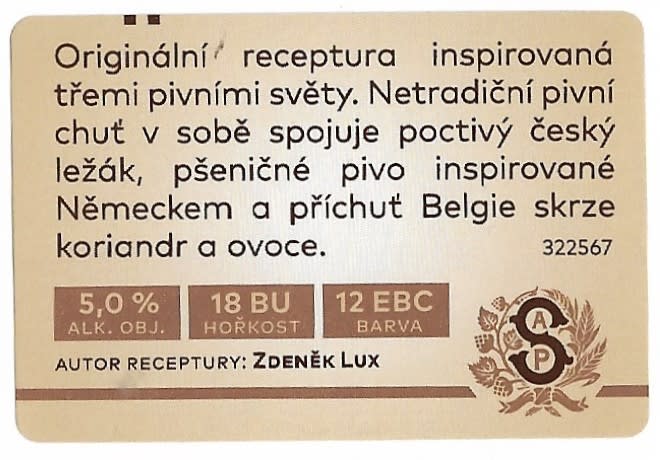 Originální receptura inspirovaná
třemi pivními světy. Netradiční pivní
chuť v sobě spojuje poctivý český
ležák, pšeničné pivo inspirované
Německem a příchuť Belgie skrze
koriandr a ovoce. 322567
5,0 % 18 BU 12 EBC
ALK. OBJ. HOŘKOST BARVA
AUTOR RECEPTURY: ZDENĚK LUX
A
S
P